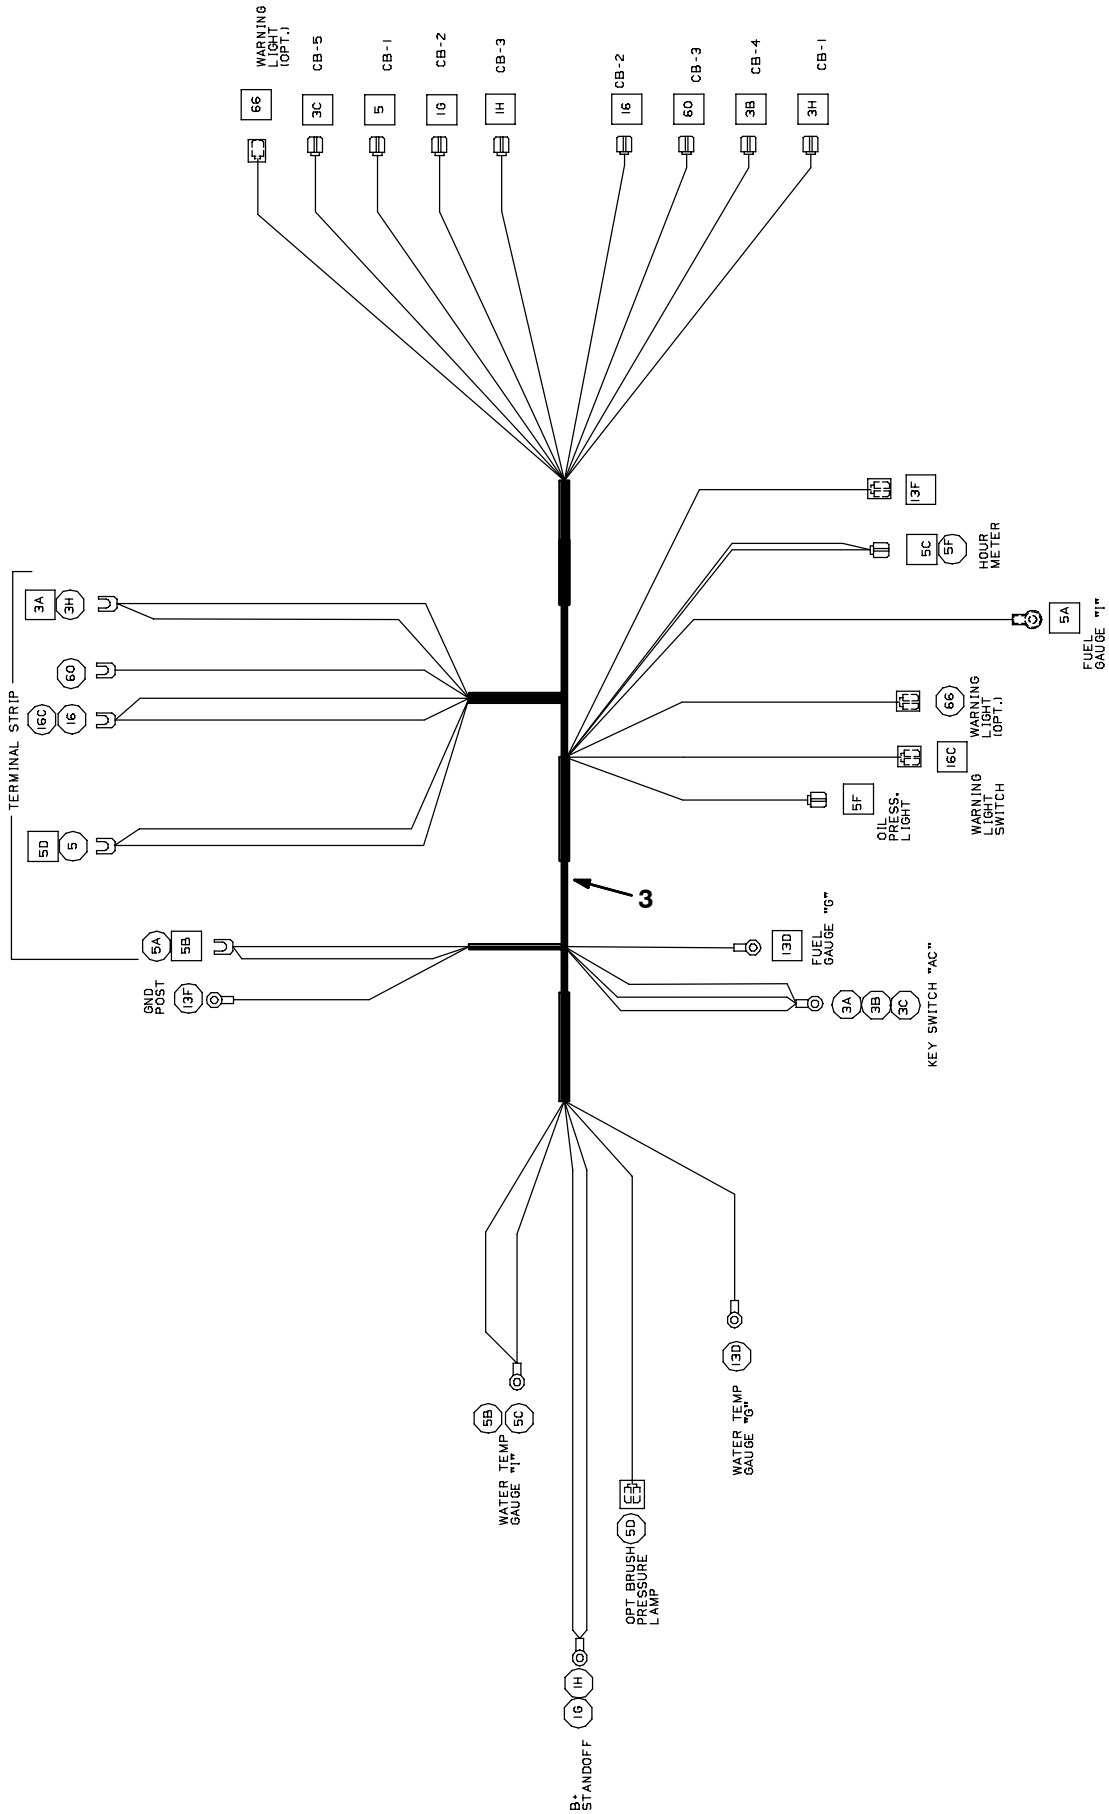 WARNING
LIGHT
(OPT.)
66
CB-5
3C
CB-1
5
CB-2
1G
CB-3
1H
CB-2
16
CB-3
60
CB-4
3B
CB-1
3H
TERMINAL STRIP
3A
3H
60
16C
16
5D
5
5A
5B
GND
POST
13F
13F
5C
5F
HOUR
METER
5A
FUEL
GAUGE "I"
66
WARNING
LIGHT
(OPT.)
16C
WARNING
LIGHT
SWITCH
5F
OIL
PRESS.
LIGHT
3
13D
FUEL
GAUGE "G"
3A
3B
3C
KEY SWITCH "AC"
5B
5C
WATER TEMP
GAUGE "I"
13D
WATER TEMP
GAUGE "G"
5D
OPT BRUSH
PRESSURE
LAMP
1H
1G
B+
STANDOFF